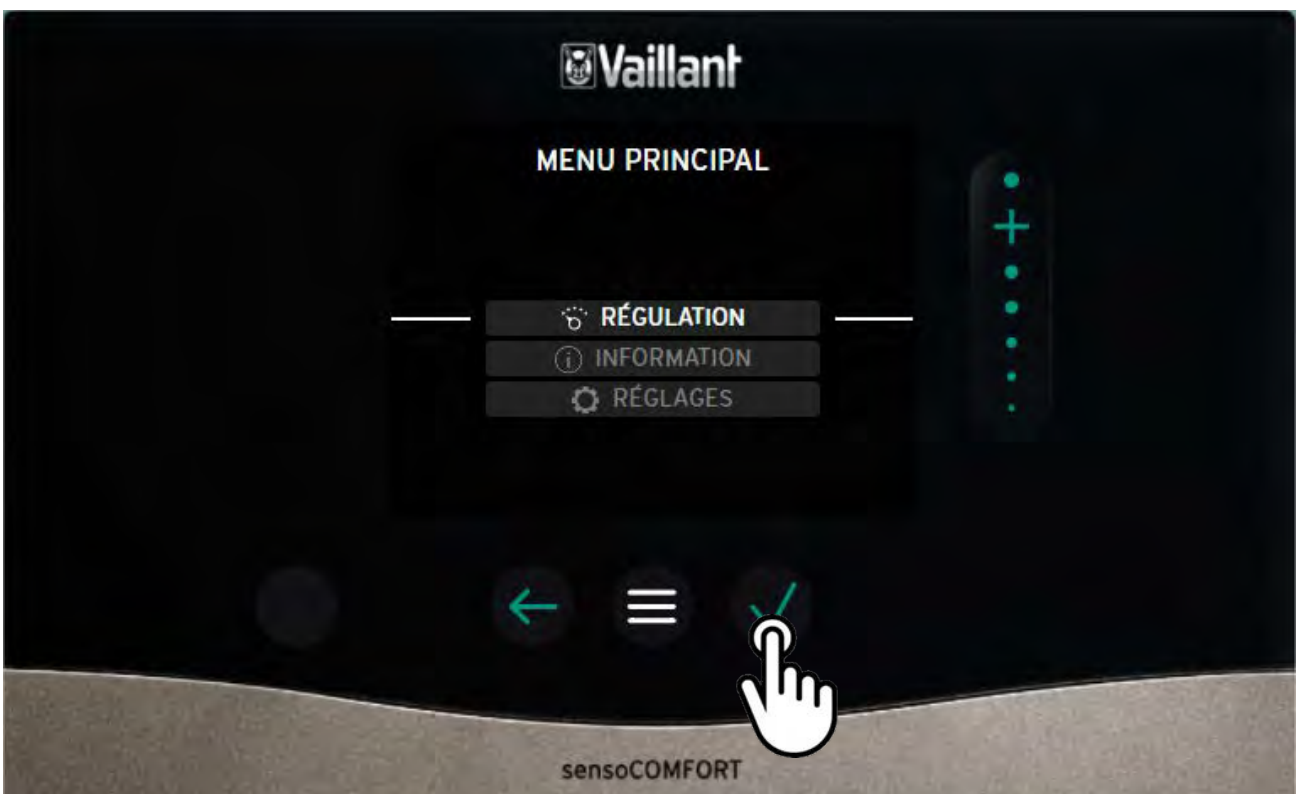 Vaillant
MENU PRINCIPAL
RÉGULATION
INFORMATION
RÉGLAGES
sensoCOMFORT